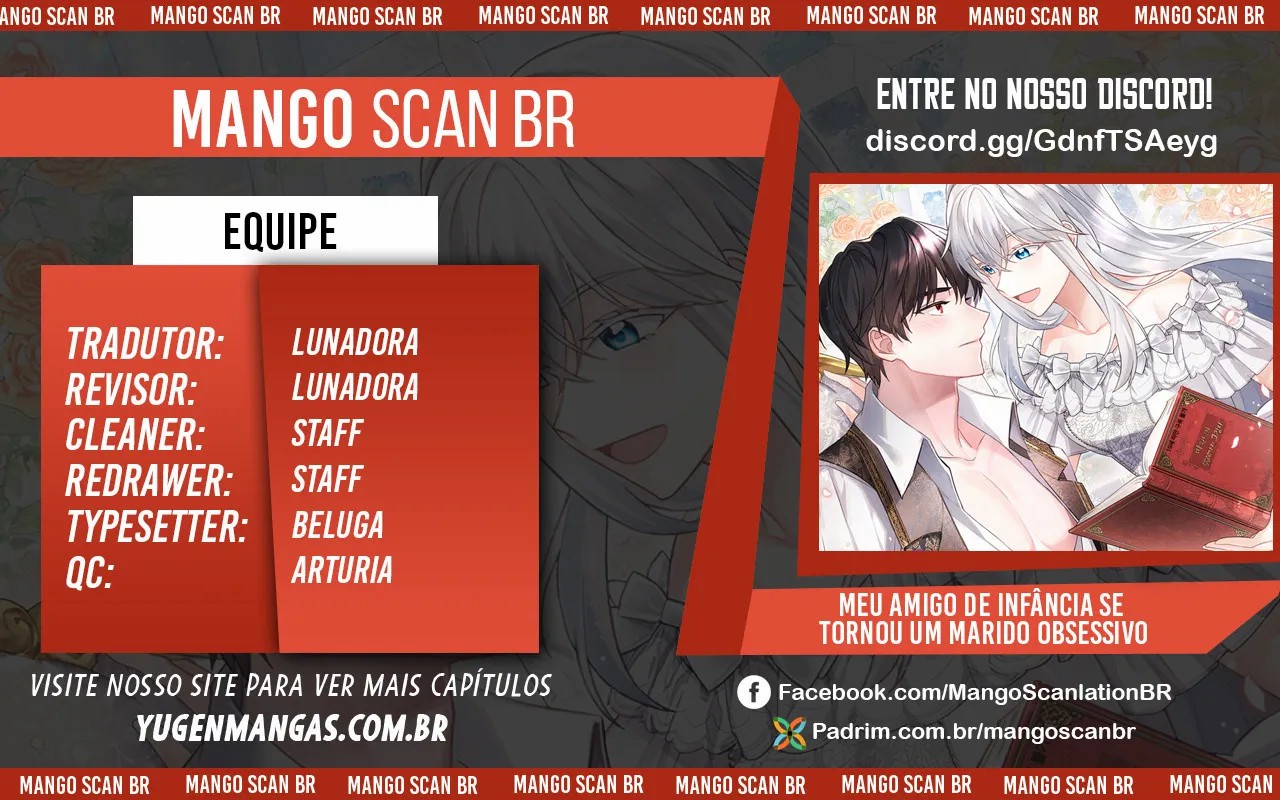 ANGO SCAN BR MANGO SCAN BR MANGO SCAN BR MANGO SCAN BR MANGO SCAN BR MANGO SCAN BR MANGO SCAN BR MANGO SCAN BR
MANGO SCAN BR
EQUIPE
TRADUTOR: LUNADORA
REVISOR: LUNADORA
CLEANER: STAFF
REDRAWER: STAFF
TYPESETTER: BELUGA
QC: ARTURIA
VISITE NOSSO SITE PARA VER MAIS CAPÍTULOS
YUGENMANGAS.COM.BR
ENTRE NO NOSSO DISCORD!
discord.gg/GdnfTSAeyg
MEU AMIGO DE INFÂNCIA SE
TORNOU UM MARIDO OBSESSIVO
Facebook.com/MangoScanlationBR
Padrim.com.br/mangoscanbr
MANGO SCAN BR MANGO SCAN BR MANGO SCAN BR MANGO SCAN BR MANGO SCAN BR MANGO SCAN BR MANGO SCAN BR MANGO SCAN